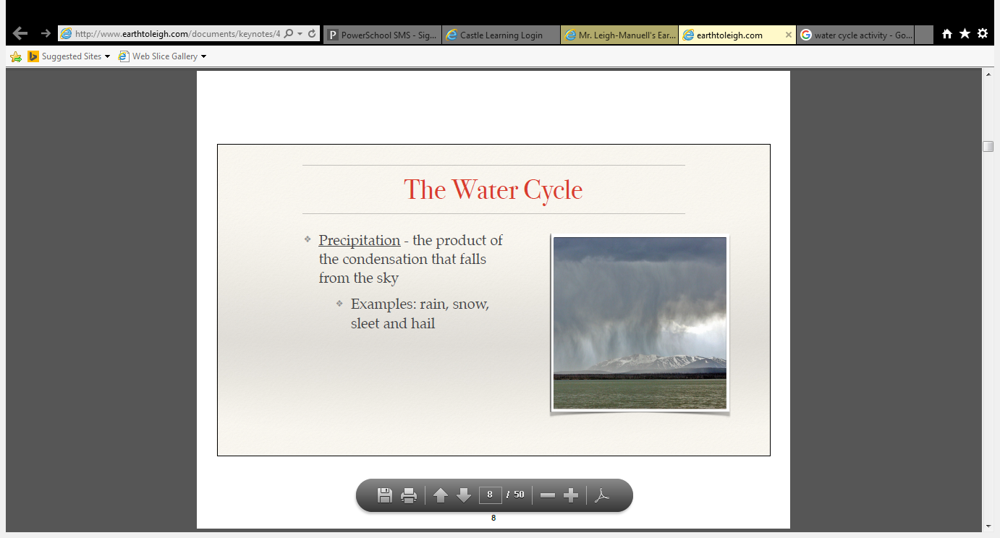 http://www.earthtoleigh.com/documents/keynotes/4
PowerSchool SMS - Sig...
Castle Learning Login
Mr. Leigh-Manuell's Ear...
earthtoleigh.com
water cycle activity - Go...
Suggested Sites
Web Slice Gallery
The Water Cycle
Precipitation - the product of
the condensation that falls
from the sky
Examples: rain, snow,
sleet and hail
8 / 50
8